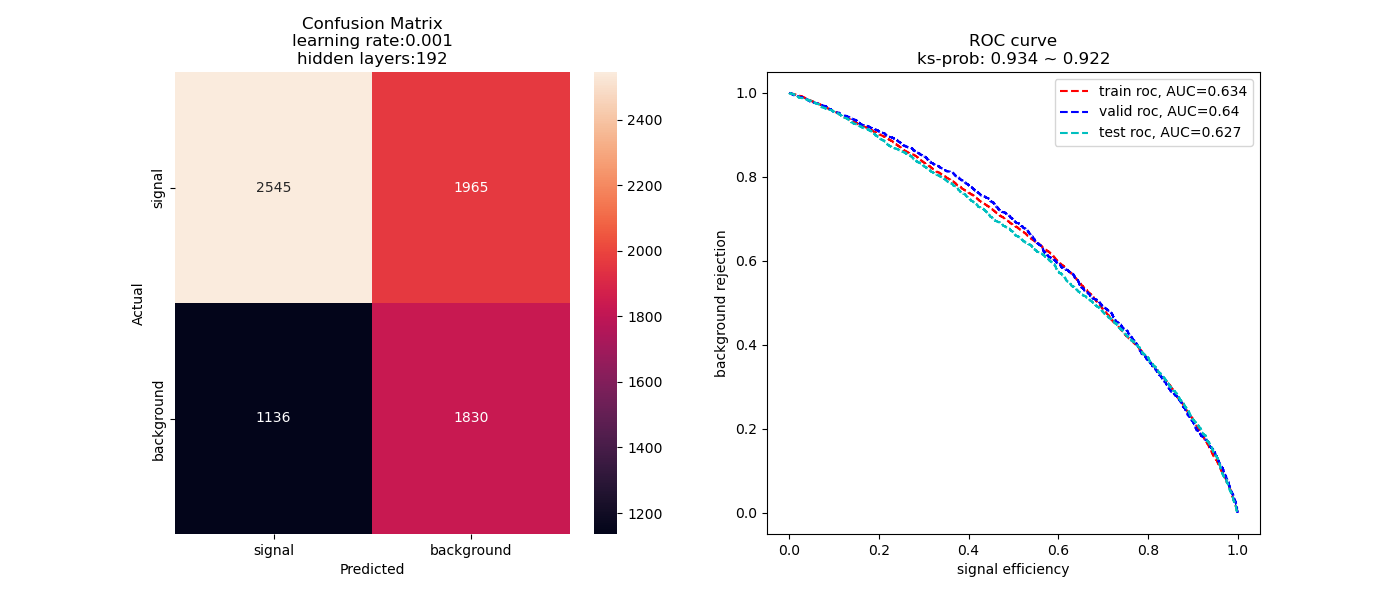 Confusion Matrix
learning rate:0.001
hidden layers:192
signal
background
Actual
2545
1965
1136
1830
signal
background
Predicted
2400
2200
2000
1800
1600
1400
1200
ROC curve
ks-prob: 0.934 ~ 0.922
train roc, AUC=0.634
valid roc, AUC=0.64
test roc, AUC=0.627
background rejection
1.0
0.8
0.6
0.4
0.2
0.0
0.0
0.2
0.4
0.6
0.8
1.0
signal efficiency